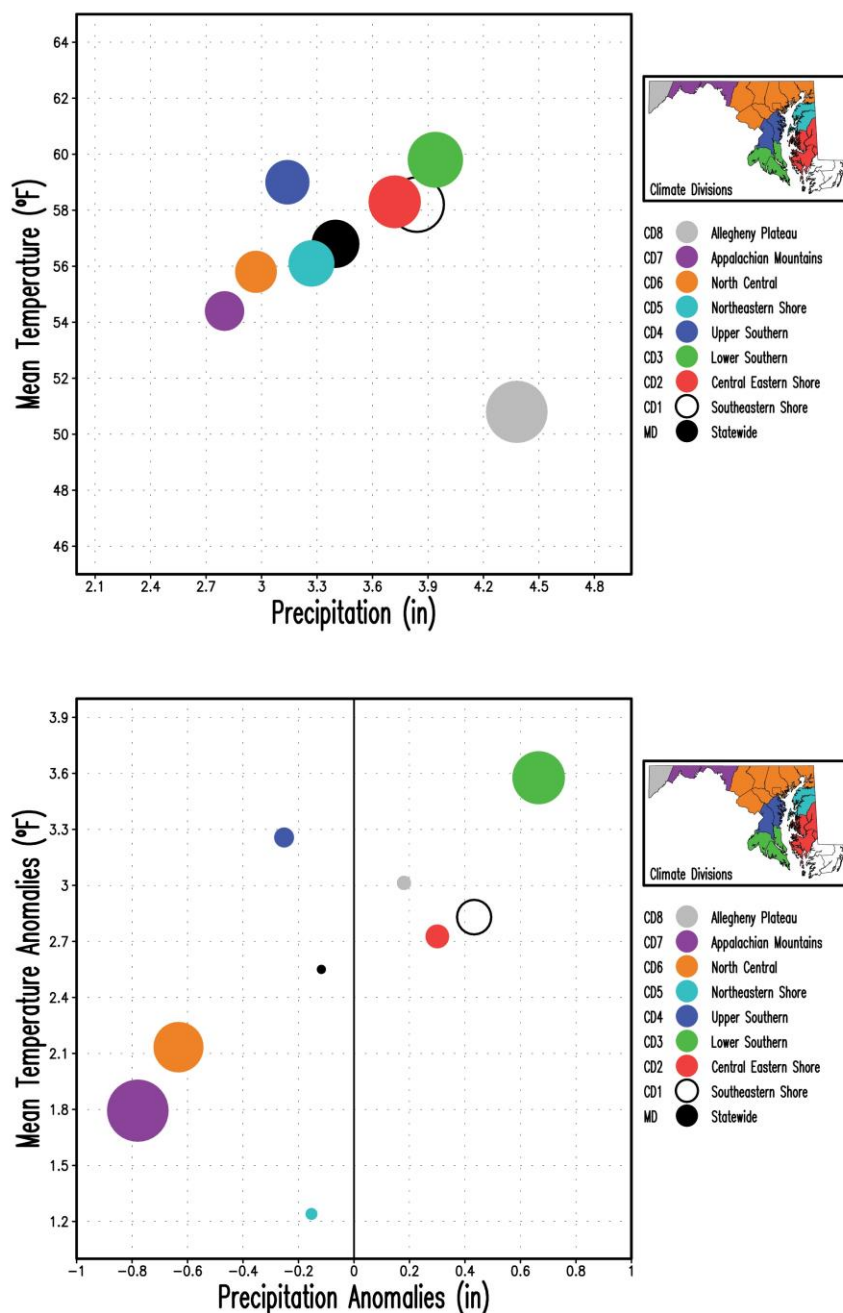 64
62
60
58
56
54
52
50
48
46
Mean Temperature (°F)
2.1 2.4 2.7 3 3.3 3.6 3.9 4.2 4.5 4.8
Precipitation (in)
Climate Divisions
CD8 Allegheny Plateau
CD7 Appalachian Mountains
CD6 North Central
CD5 Northeastern Shore
CD4 Upper Southern
CD3 Lower Southern
CD2 Central Eastern Shore
CD1 Southeastern Shore
MD Statewide
3.9
3.6
3.3
3
2.7
2.4
2.1
1.8
1.5
1.2
Mean Temperature Anomalies (°F)
-1 -0.8 -0.6 -0.4 -0.2 0 0.2 0.4 0.6 0.8 1
Precipitation Anomalies (in)
Climate Divisions
CD8 Allegheny Plateau
CD7 Appalachian Mountains
CD6 North Central
CD5 Northeastern Shore
CD4 Upper Southern
CD3 Lower Southern
CD2 Central Eastern Shore
CD1 Southeastern Shore
MD Statewide